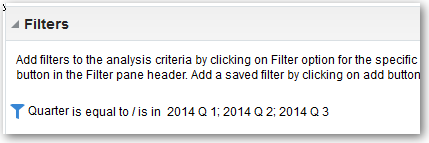 Filters
Add filters to the analysis criteria by clicking on Filter option for the specific
button in the Filter pane header. Add a saved filter by clicking on add button
Quarter is equal to / is in 2014 Q 1; 2014 Q 2; 2014 Q 3